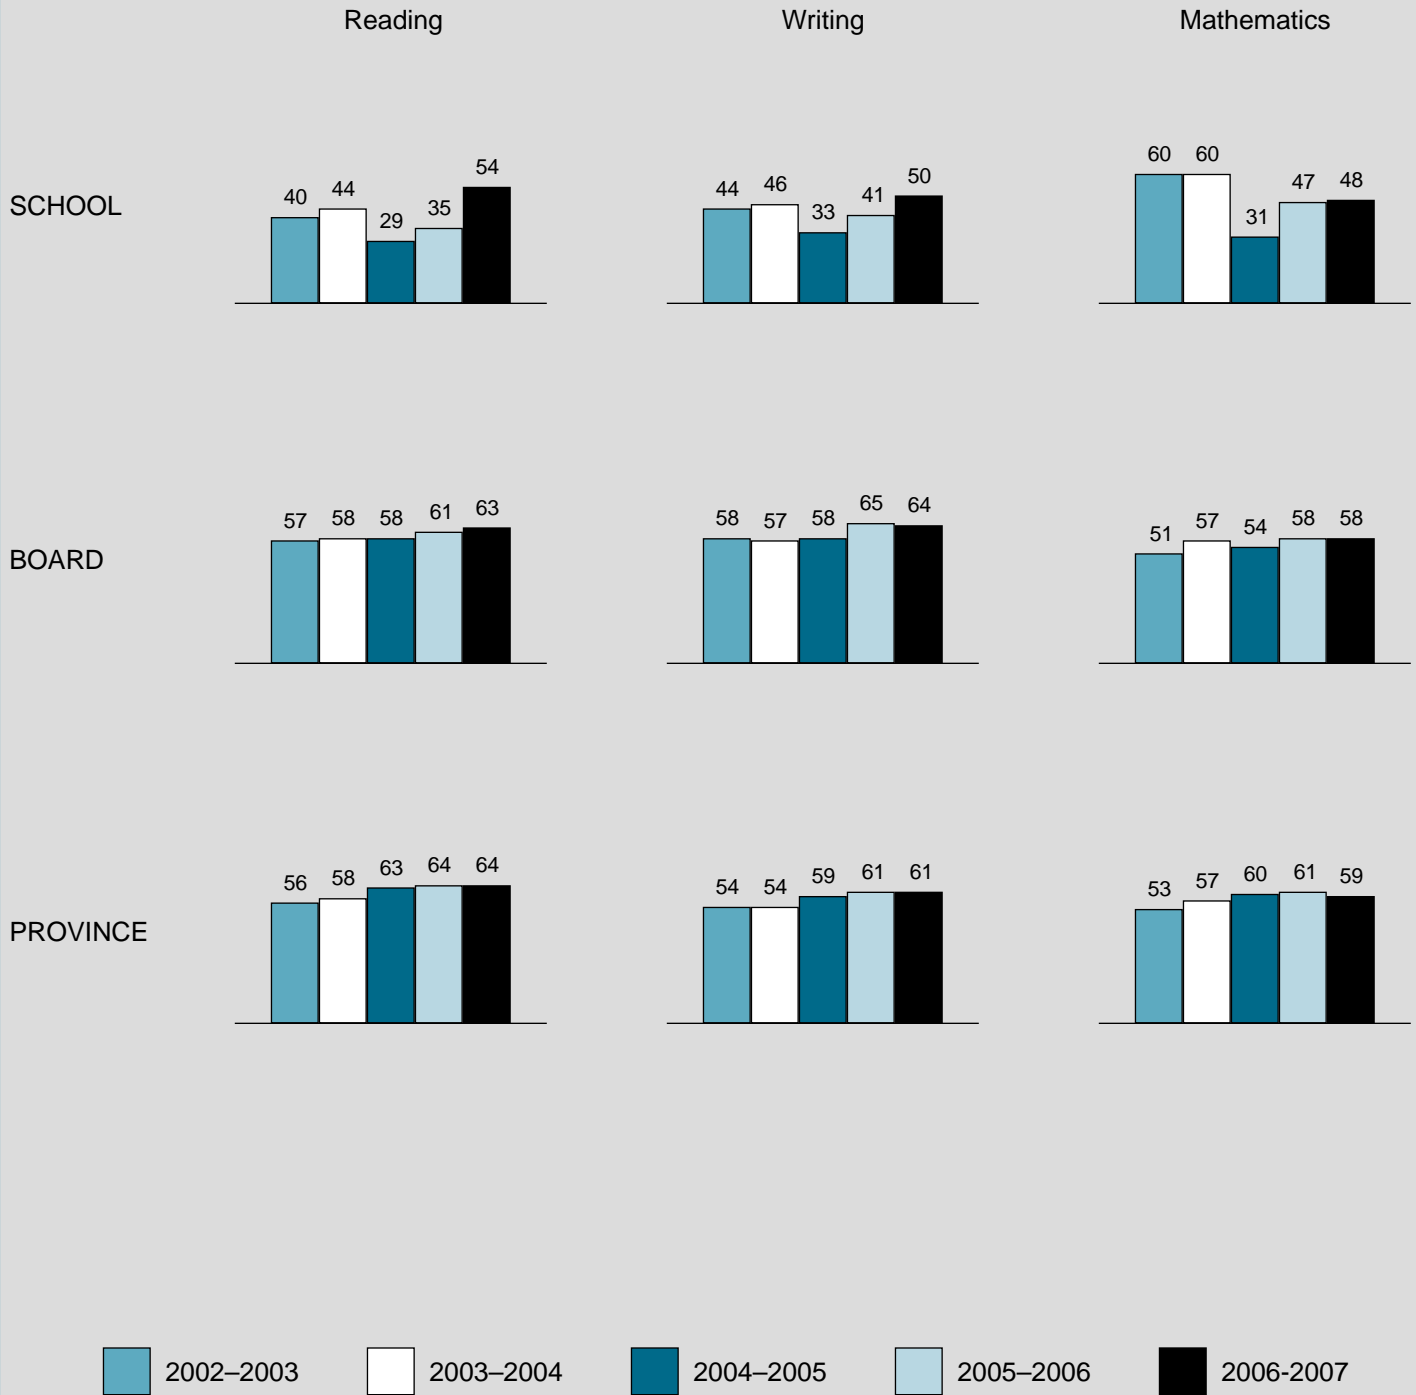 Reading Writing Mathematics
SCHOOL
40 44 29 35 54
44 46 33 41 50
60 60 31 47 48
BOARD
57 58 58 61 63
58 57 58 65 64
51 57 54 58 58
PROVINCE
56 58 63 64 64
54 54 59 61 61
53 57 60 61 59
2002–2003 2003–2004 2004–2005 2005–2006 2006-2007